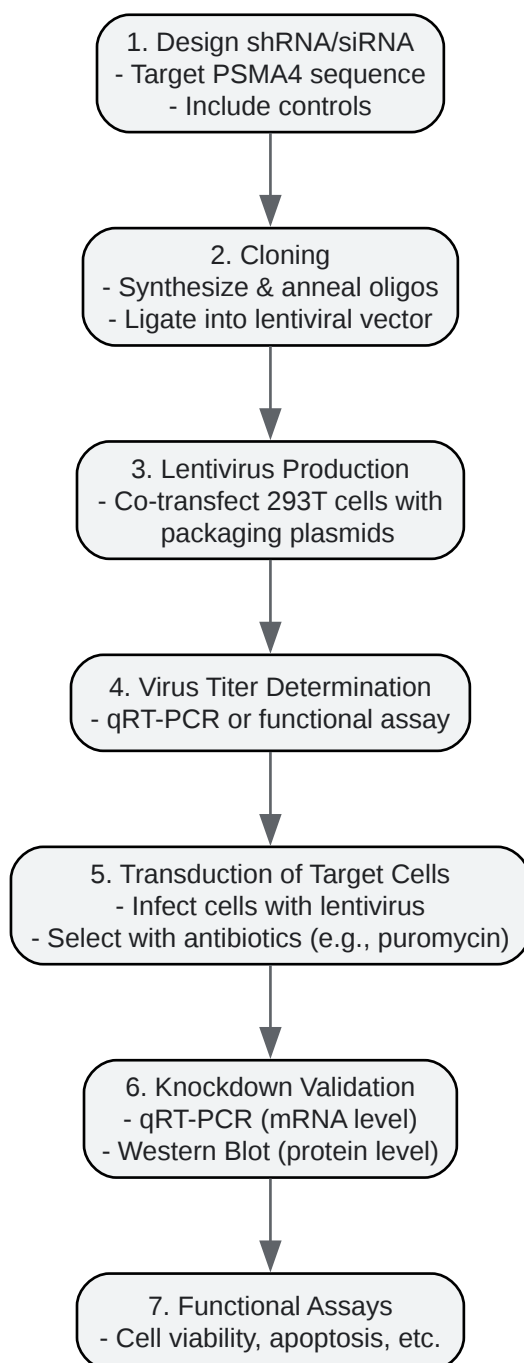 1. Design shRNA/siRNA
- Target PSMA4 sequence
- Include controls
2. Cloning
- Synthesize & anneal oligos
- Ligate into lentiviral vector
3. Lentivirus Production
- Co-transfect 293T cells with
packaging plasmids
4. Virus Titer Determination
- qRT-PCR or functional assay
5. Transduction of Target Cells
- Infect cells with lentivirus
- Select with antibiotics (e.g., puromycin)
6. Knockdown Validation
- qRT-PCR (mRNA level)
- Western Blot (protein level)
7. Functional Assays
- Cell viability, apoptosis, etc.